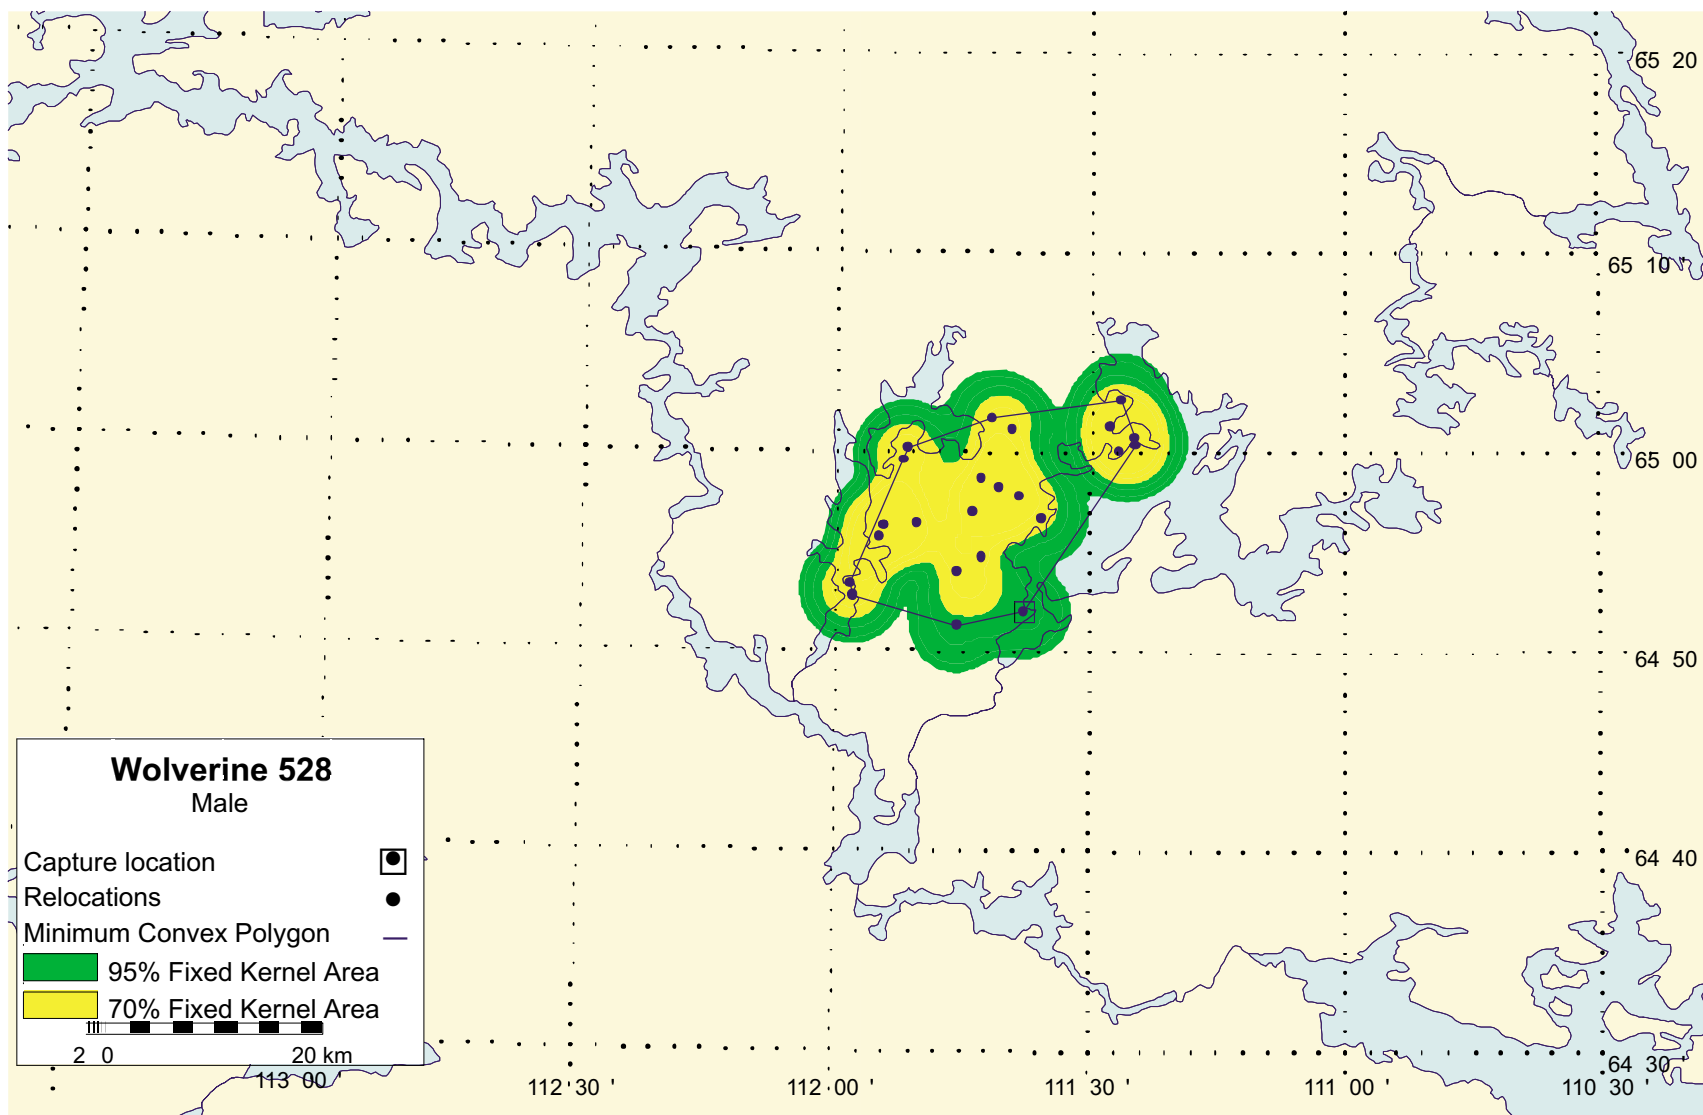 65 20
65 10 '
65 00
64 50
64 40
64 30 '
Wolverine 528
Male
Capture location
Relocations
Minimum Convex Polygon
95% Fixed Kernel Area
70% Fixed Kernel Area
2 0 20 km
113 00 '
112 30 '
112 00 '
111 30 '
111 00 '
110 30 '